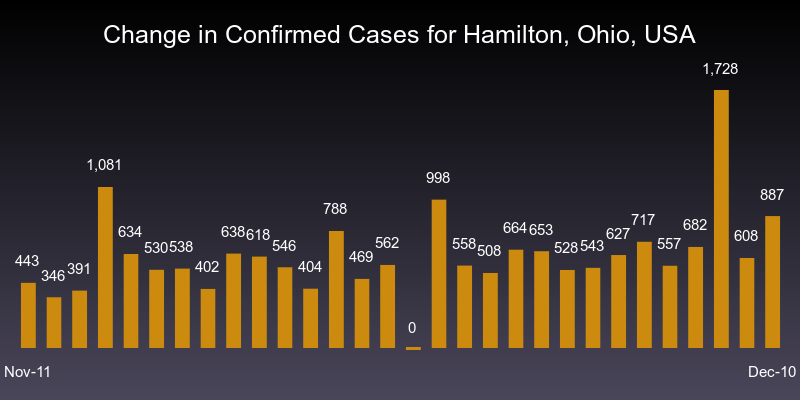 Change in Confirmed Cases for Hamilton, Ohio, USA
443 346 391 1,081 634 530 538 402 638 618 546 404 788 469 562 0 998 558 508 664 653 528 543 627 717 557 682 1,728 608 887
Nov-11 Dec-10